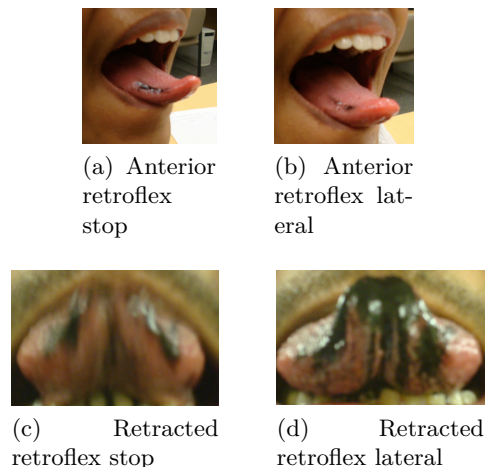 (a) Anterior
retroflex
stop
(b) Anterior
retroflex lat-
eral
(c) Retracted
retroflex stop
(d) Retracted
retroflex lateral